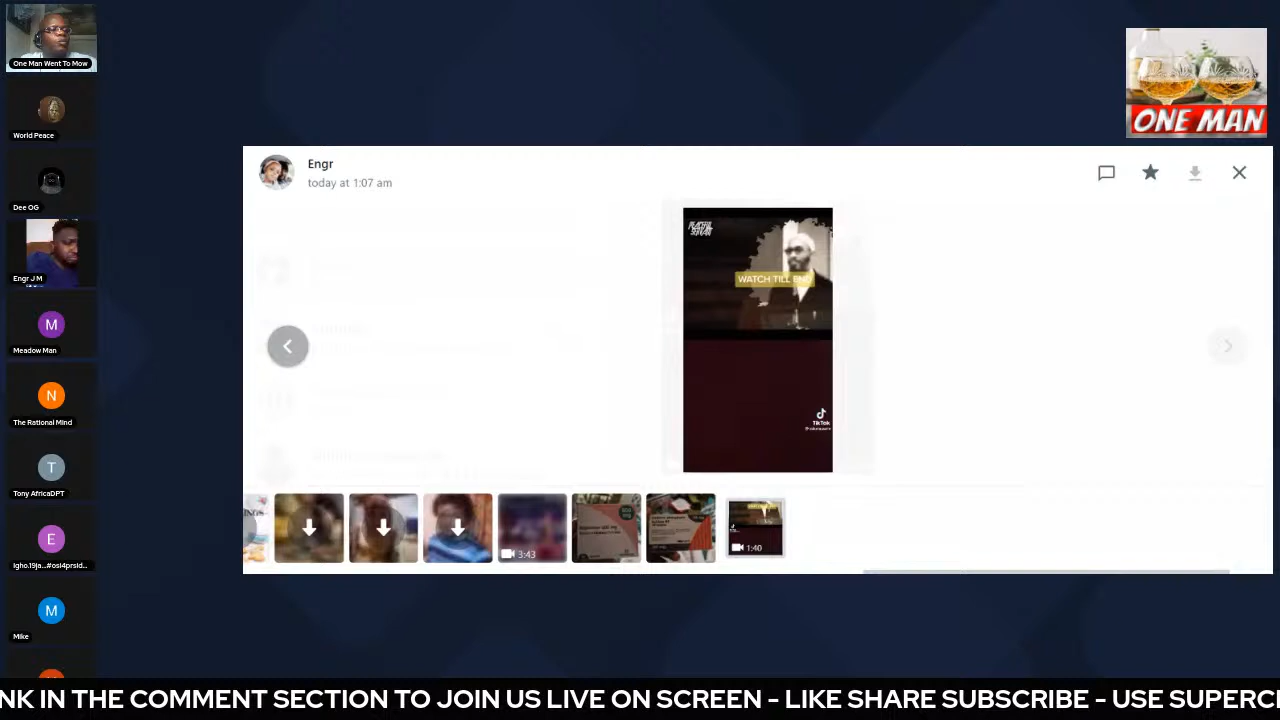 One Man Went To Mow
World Peace
Dee OG
Engr J M
Meadow Man
N
The Rational Mind
T
Tony AfricaDPT
E
M
Mike
M
ONE MAN
Engr
today at 1:07 am
WATCH TILL END
TikTok
3:43
1:40
NK IN THE COMMENT SECTION TO JOIN US LIVE ON SCREEN - LIKE SHARE SUBSCRIBE - USE SUPERC